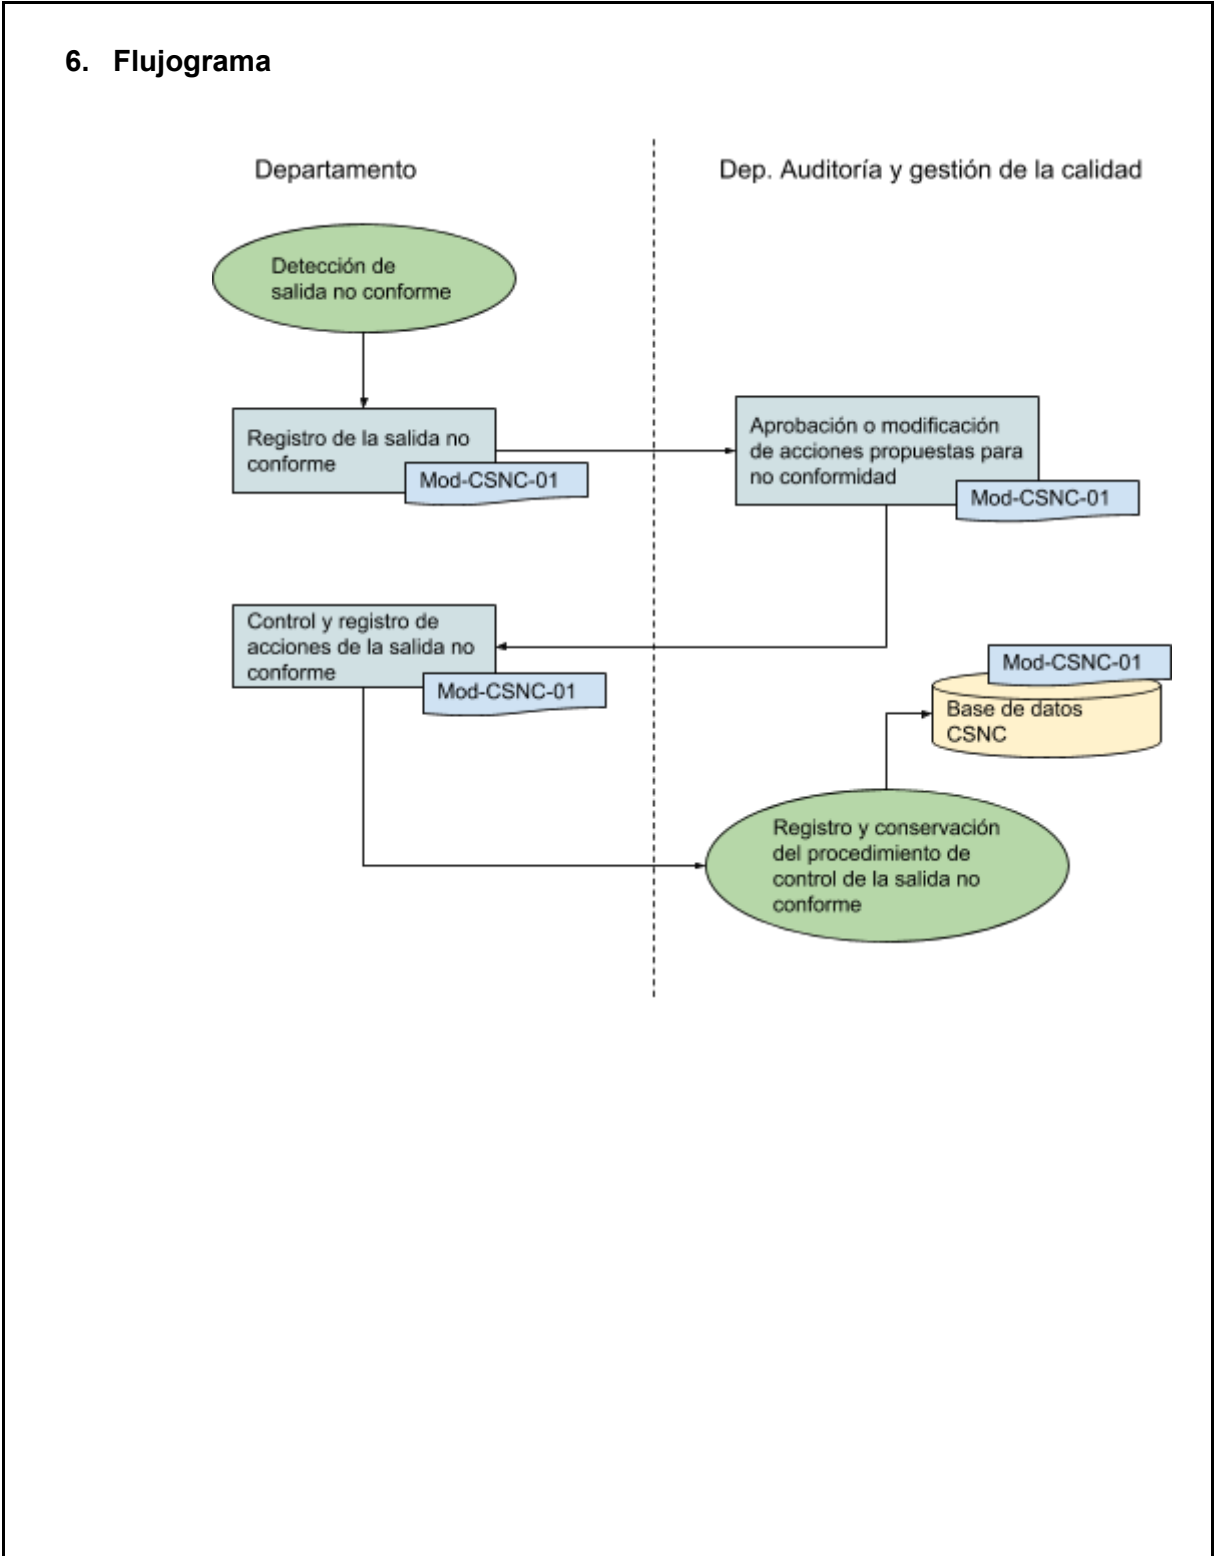 6. Flujograma
Departamento
Dep. Auditoría y gestión de la calidad
Detección de
salida no conforme
Registro de la salida no
conforme
Mod-CSNC-01
Aprobación o modificación
de acciones propuestas para
no conformidad
Mod-CSNC-01
Control y registro de
acciones de la salida no
conforme
Mod-CSNC-01
Mod-CSNC-01
Base de datos
CSNC
Registro y conservación
del procedimiento de
control de la salida no
conforme